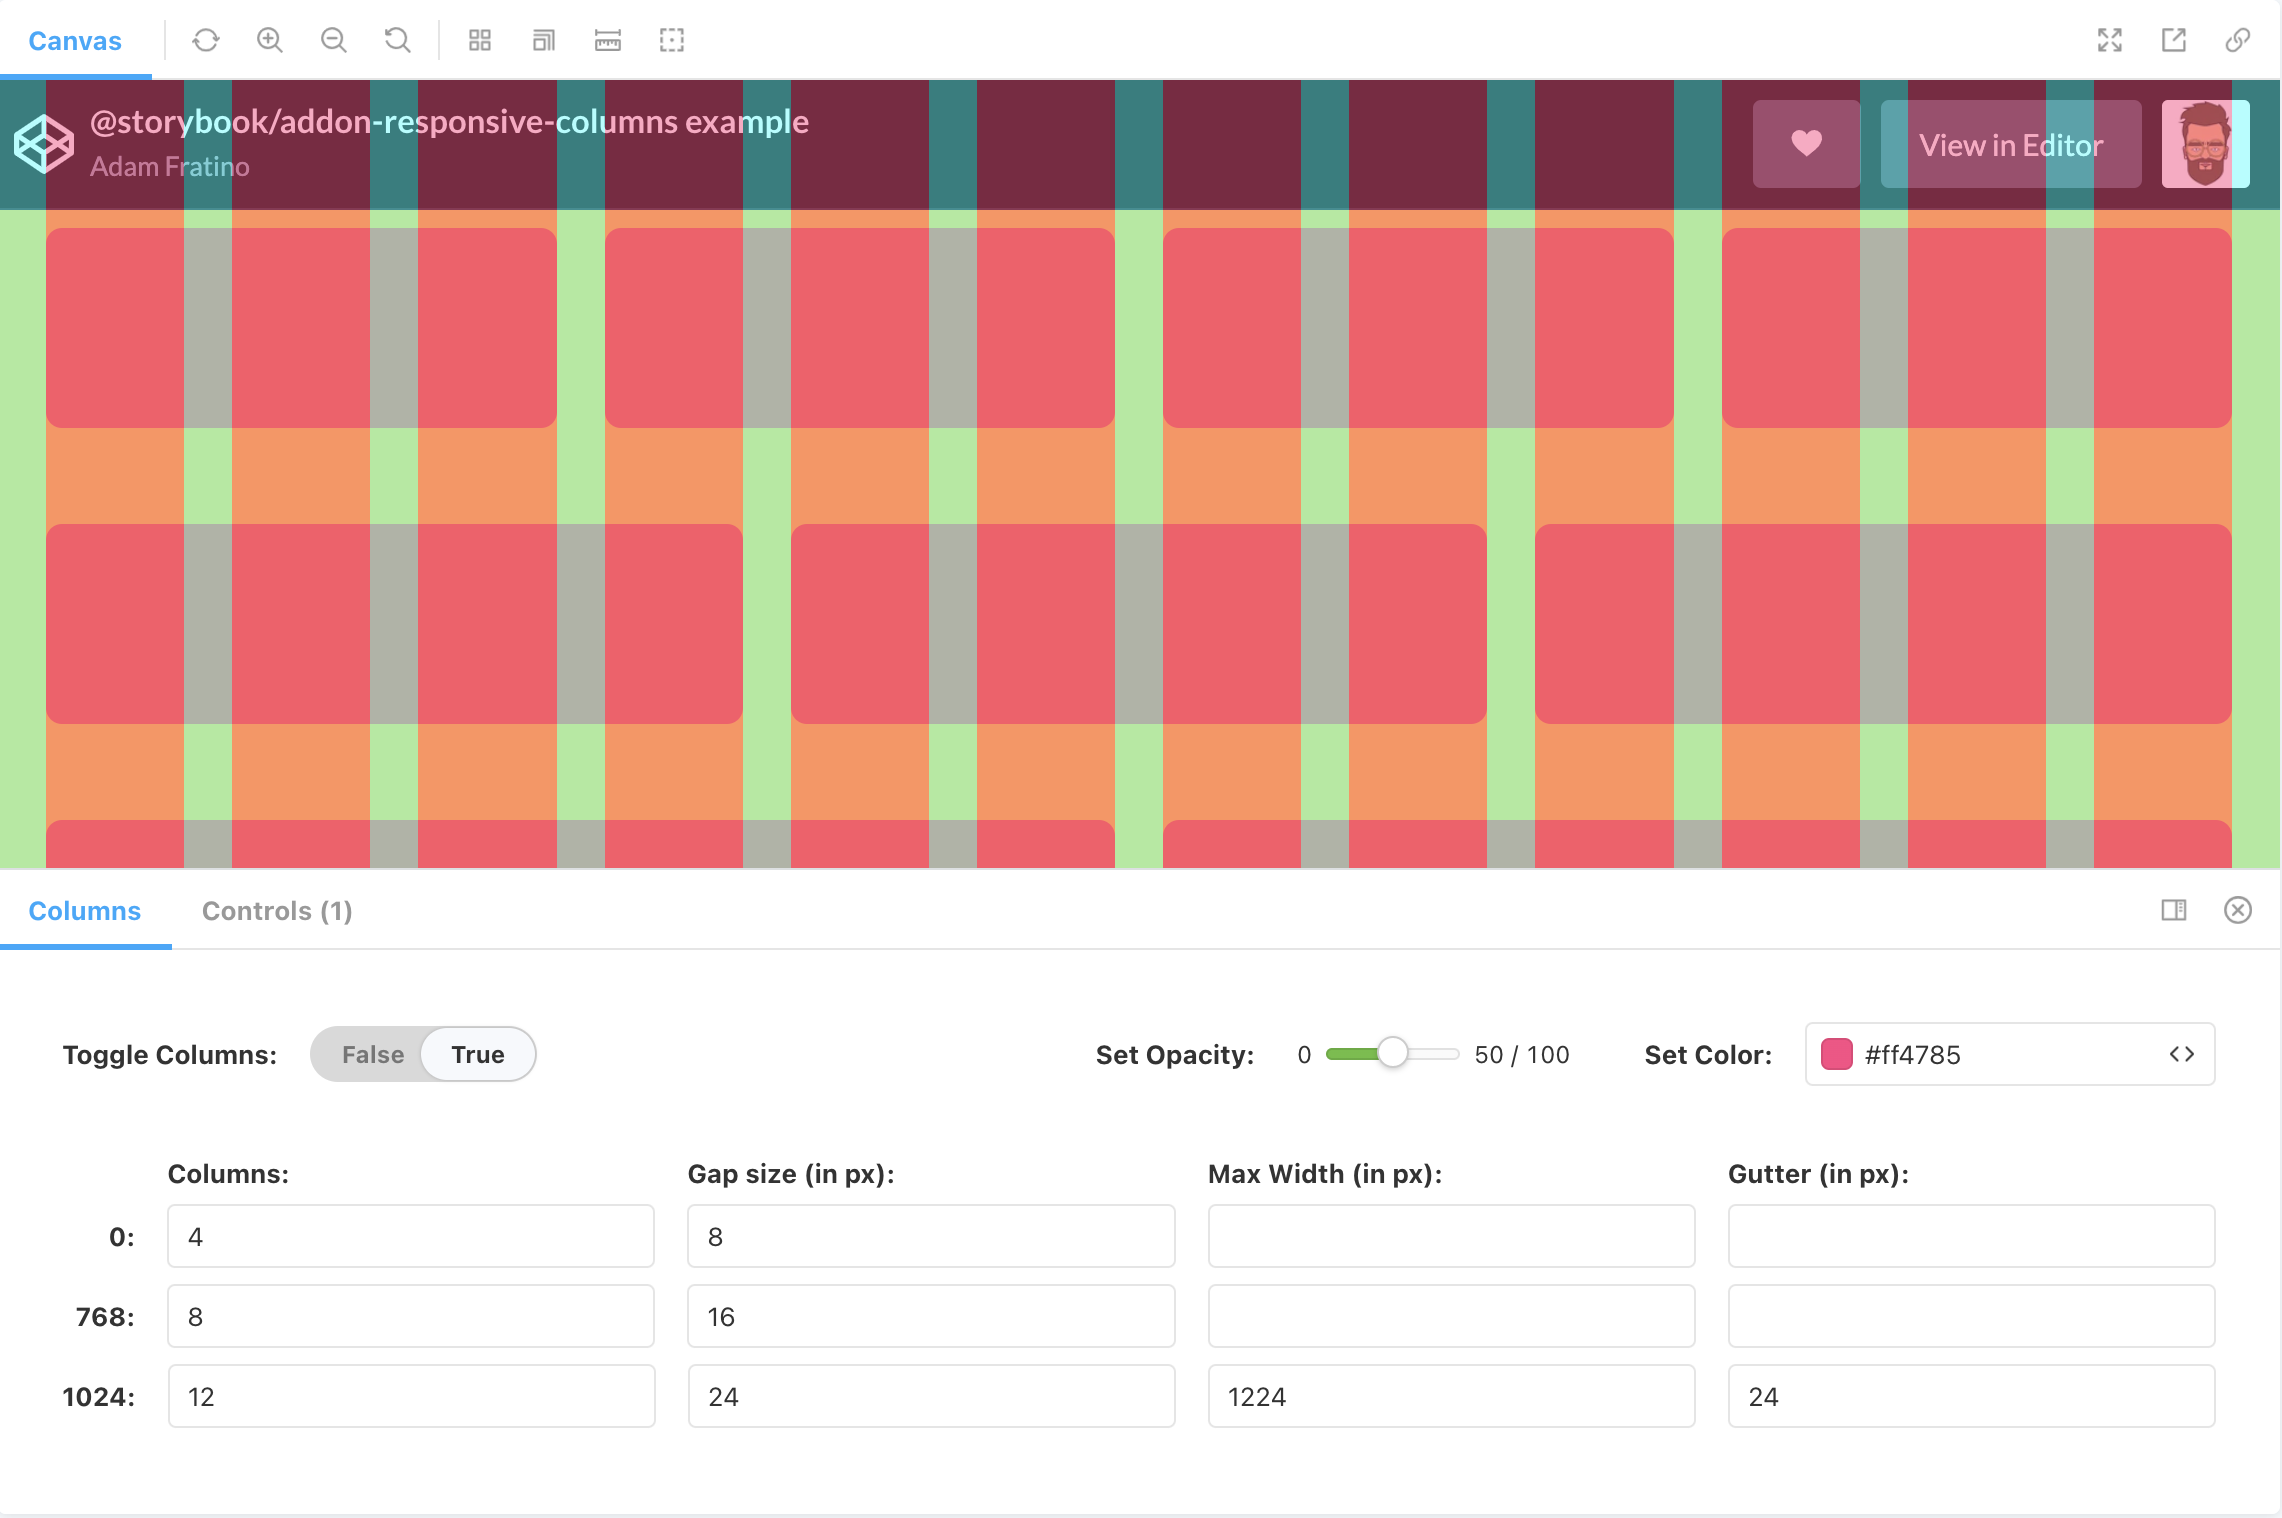 Canvas
@storybook/addon-responsive-columns example
Adam Fratino
View in Editor
Columns
Controls (1)
Toggle Columns: False True
Set Opacity: 0 50 / 100
Set Color: #ff4785
Columns: Gap size (in px): Max Width (in px): Gutter (in px):
0: 4 8
768: 8 16
1024: 12 24 1224 24